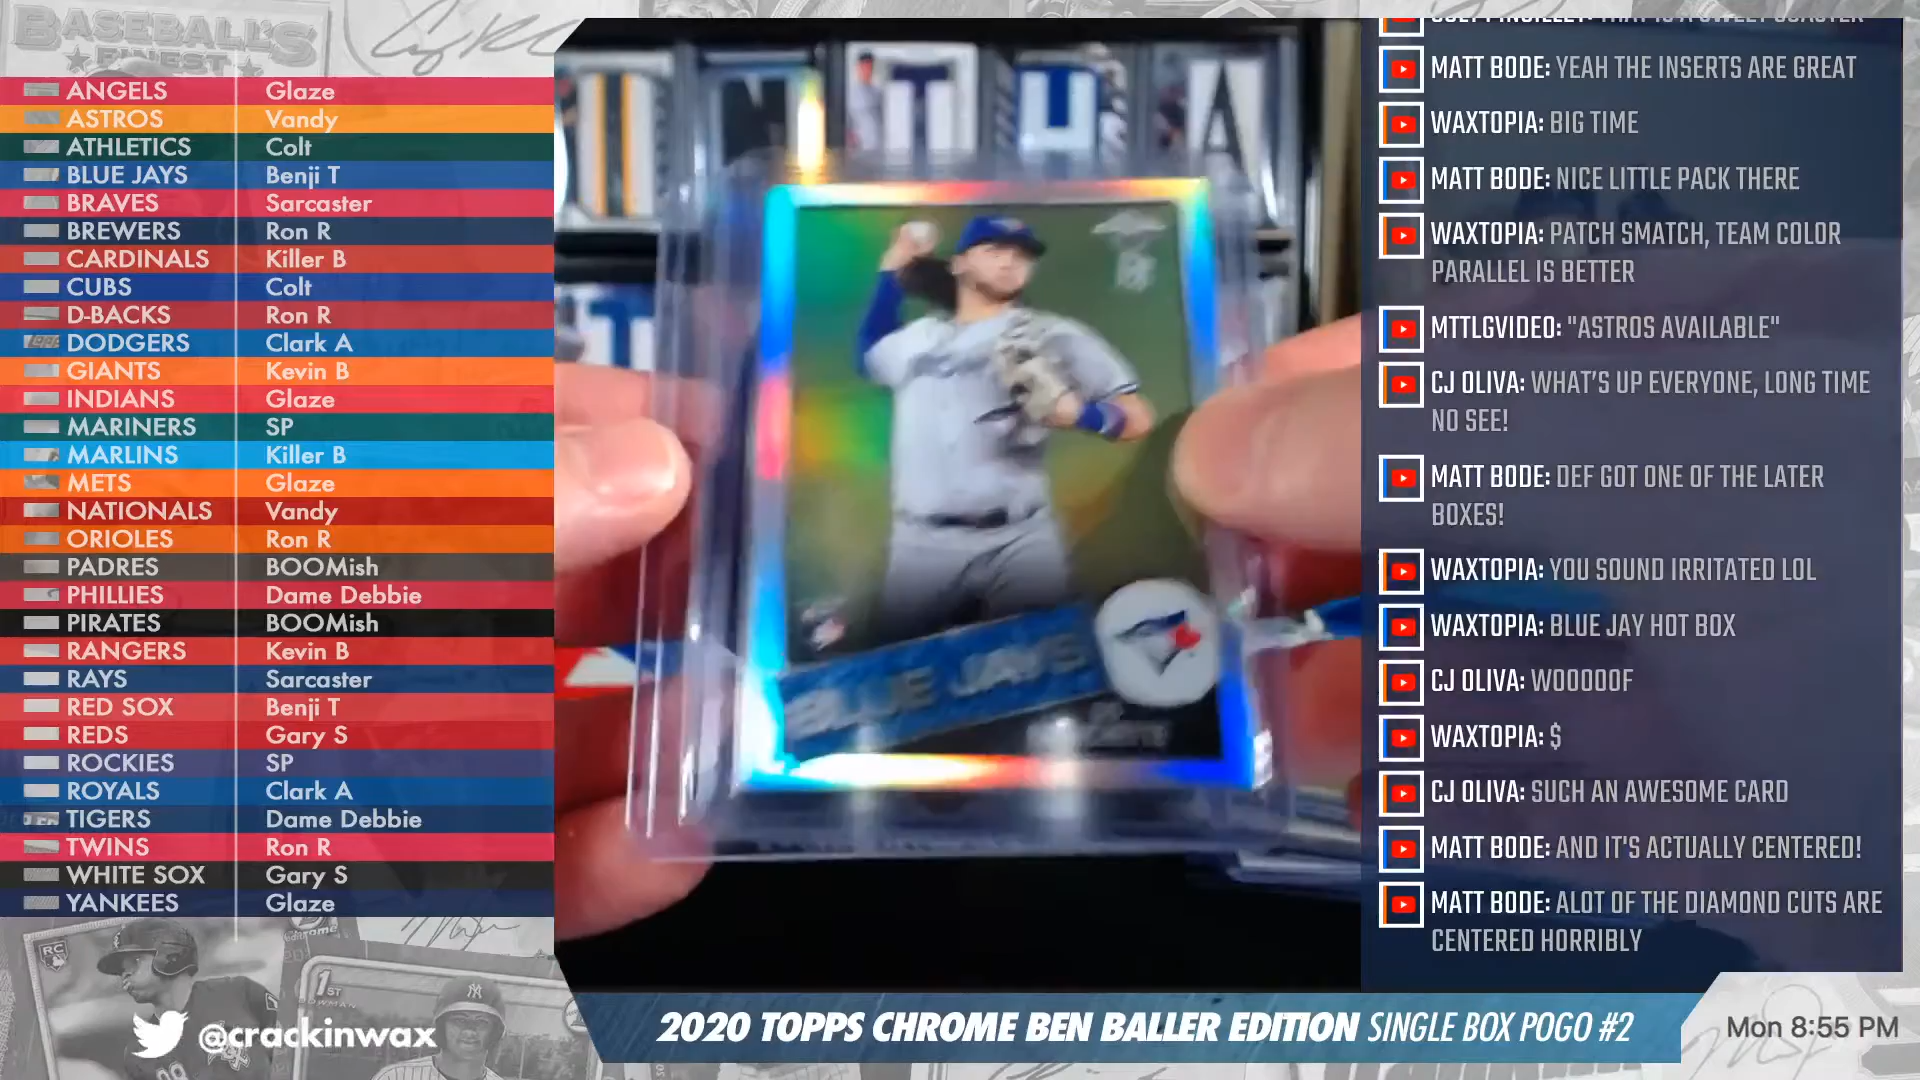 BASEBALL'S
FINEST
ANGELS Glaze
ASTROS Vandy
ATHLETICS Colt
BLUE JAYS Benji T
BRAVES Sarcaster
BREWERS Ron R
CARDINALS Killer B
CUBS Colt
D-BACKS Ron R
DODGERS Clark A
GIANTS Kevin B
INDIANS Glaze
MARINERS SP
MARLINS Killer B
METS Glaze
NATIONALS Vandy
ORIOLES Ron R
PADRES BOOMish
PHILLIES Dame Debbie
PIRATES BOOMish
RANGERS Kevin B
RAYS Sarcaster
RED SOX Benji T
REDS Gary S
ROCKIES SP
ROYALS Clark A
TIGERS Dame Debbie
TWINS Ron R
WHITE SOX Gary S
YANKEES Glaze
RC
1ST
BOWMAN
@crackinwax
BLUE JAYS
MATT BODE: YEAH THE INSERTS ARE GREAT
WAXTOPIA: BIG TIME
MATT BODE: NICE LITTLE PACK THERE
WAXTOPIA: PATCH SMATCH, TEAM COLOR
PARALLEL IS BETTER
MTTLGVIDEO: "ASTROS AVAILABLE"
CJ OLIVA: WHAT'S UP EVERYONE, LONG TIME
NO SEE!
MATT BODE: DEF GOT ONE OF THE LATER
BOXES!
WAXTOPIA: YOU SOUND IRRITATED LOL
WAXTOPIA: BLUE JAY HOT BOX
CJ OLIVA: WOOOOOF
WAXTOPIA: $
CJ OLIVA: SUCH AN AWESOME CARD
MATT BODE: AND IT'S ACTUALLY CENTERED!
MATT BODE: ALOT OF THE DIAMOND CUTS ARE
CENTERED HORRIBLY
2020 TOPPS CHROME BEN BALLER EDITION SINGLE BOX POGO #2
Mon 8:55 PM